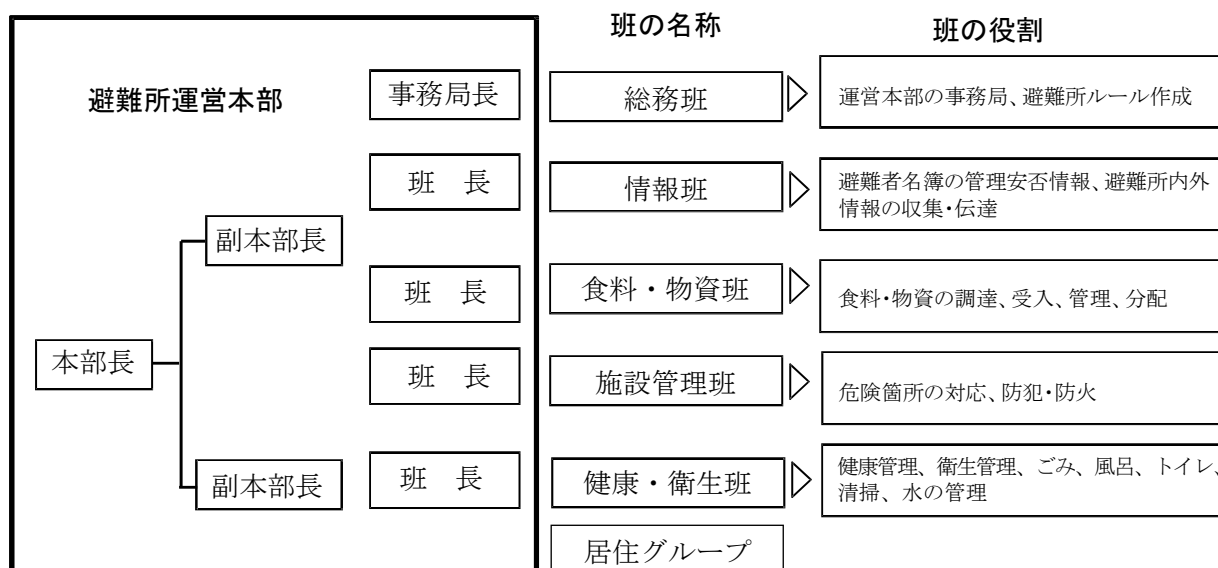 班の名称
班の役割
避難所運営本部
事務局長
総務班
運営本部の事務局、避難所ルール作成
班 長
情報班
避難者名簿の管理安否情報、避難所内外
情報の収集・伝達
副本部長
班 長
食料・物資班
食料・物資の調達、受入、管理、分配
本部長
班 長
施設管理班
危険箇所の対応、防犯・防火
副本部長
班 長
健康・衛生班
健康管理、衛生管理、ごみ、風呂、トイレ、
清掃、水の管理
居住グループ